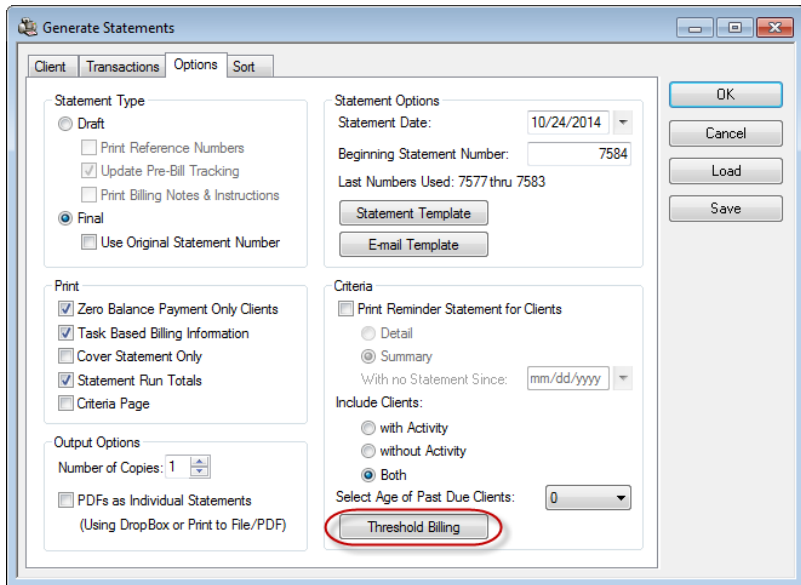 Generate Statements
Client
Transactions
Options
Sort
Statement Type
Draft
Print Reference Numbers
Update Pre-Bill Tracking
Print Billing Notes & Instructions
Final
Use Original Statement Number
Print
Zero Balance Payment Only Clients
Task Based Billing Information
Cover Statement Only
Statement Run Totals
Criteria Page
Output Options
Number of Copies: 1
PDFs as Individual Statements
(Using DropBox or Print to File/PDF)
Statement Options
Statement Date: 10/24/2014
Beginning Statement Number: 7584
Last Numbers Used: 7577 thru 7583
Statement Template
E-mail Template
Criteria
Print Reminder Statement for Clients
Detail
Summary
With no Statement Since: mm/dd/yyyy
Include Clients:
with Activity
without Activity
Both
Select Age of Past Due Clients: 0
Threshold Billing
OK
Cancel
Load
Save